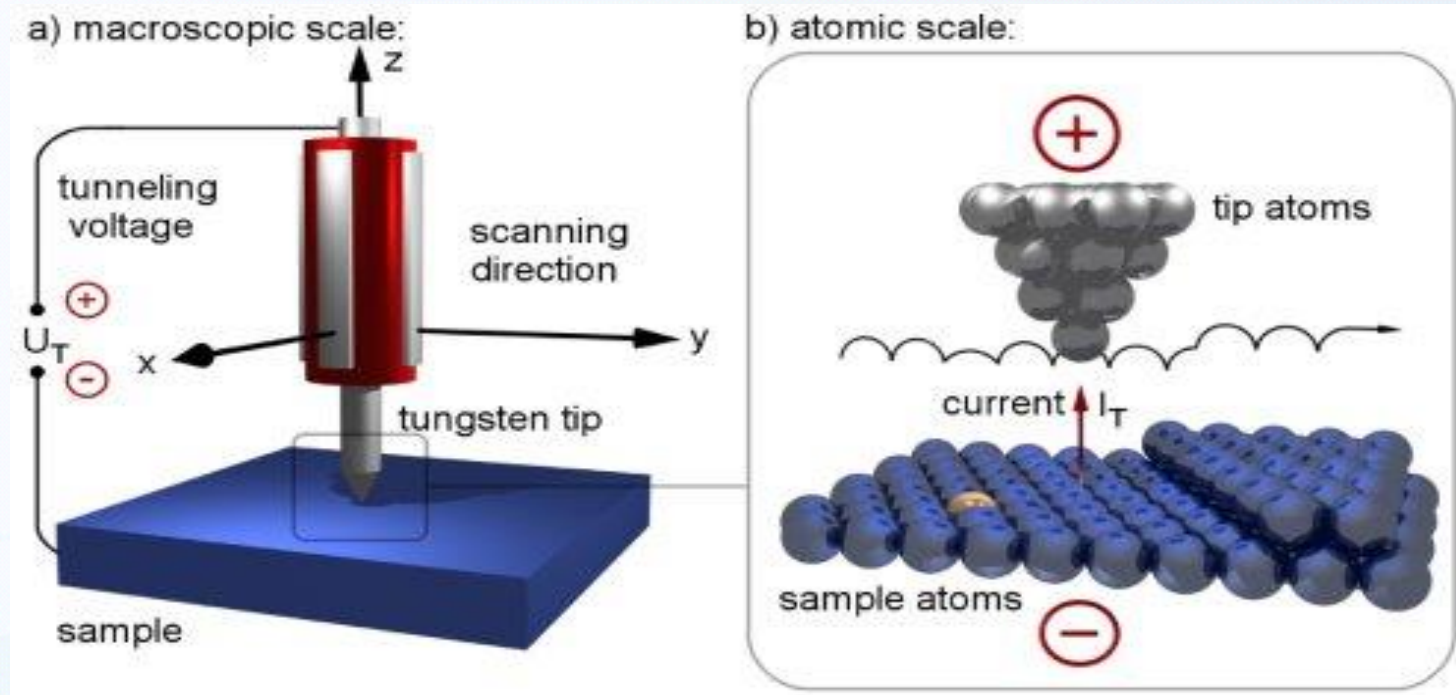 a) macroscopic scale:
z
tunneling
voltage
scanning
direction
+
U_T
−
x
y
tungsten tip
sample
b) atomic scale:
+
tip atoms
current I_T
sample atoms
−